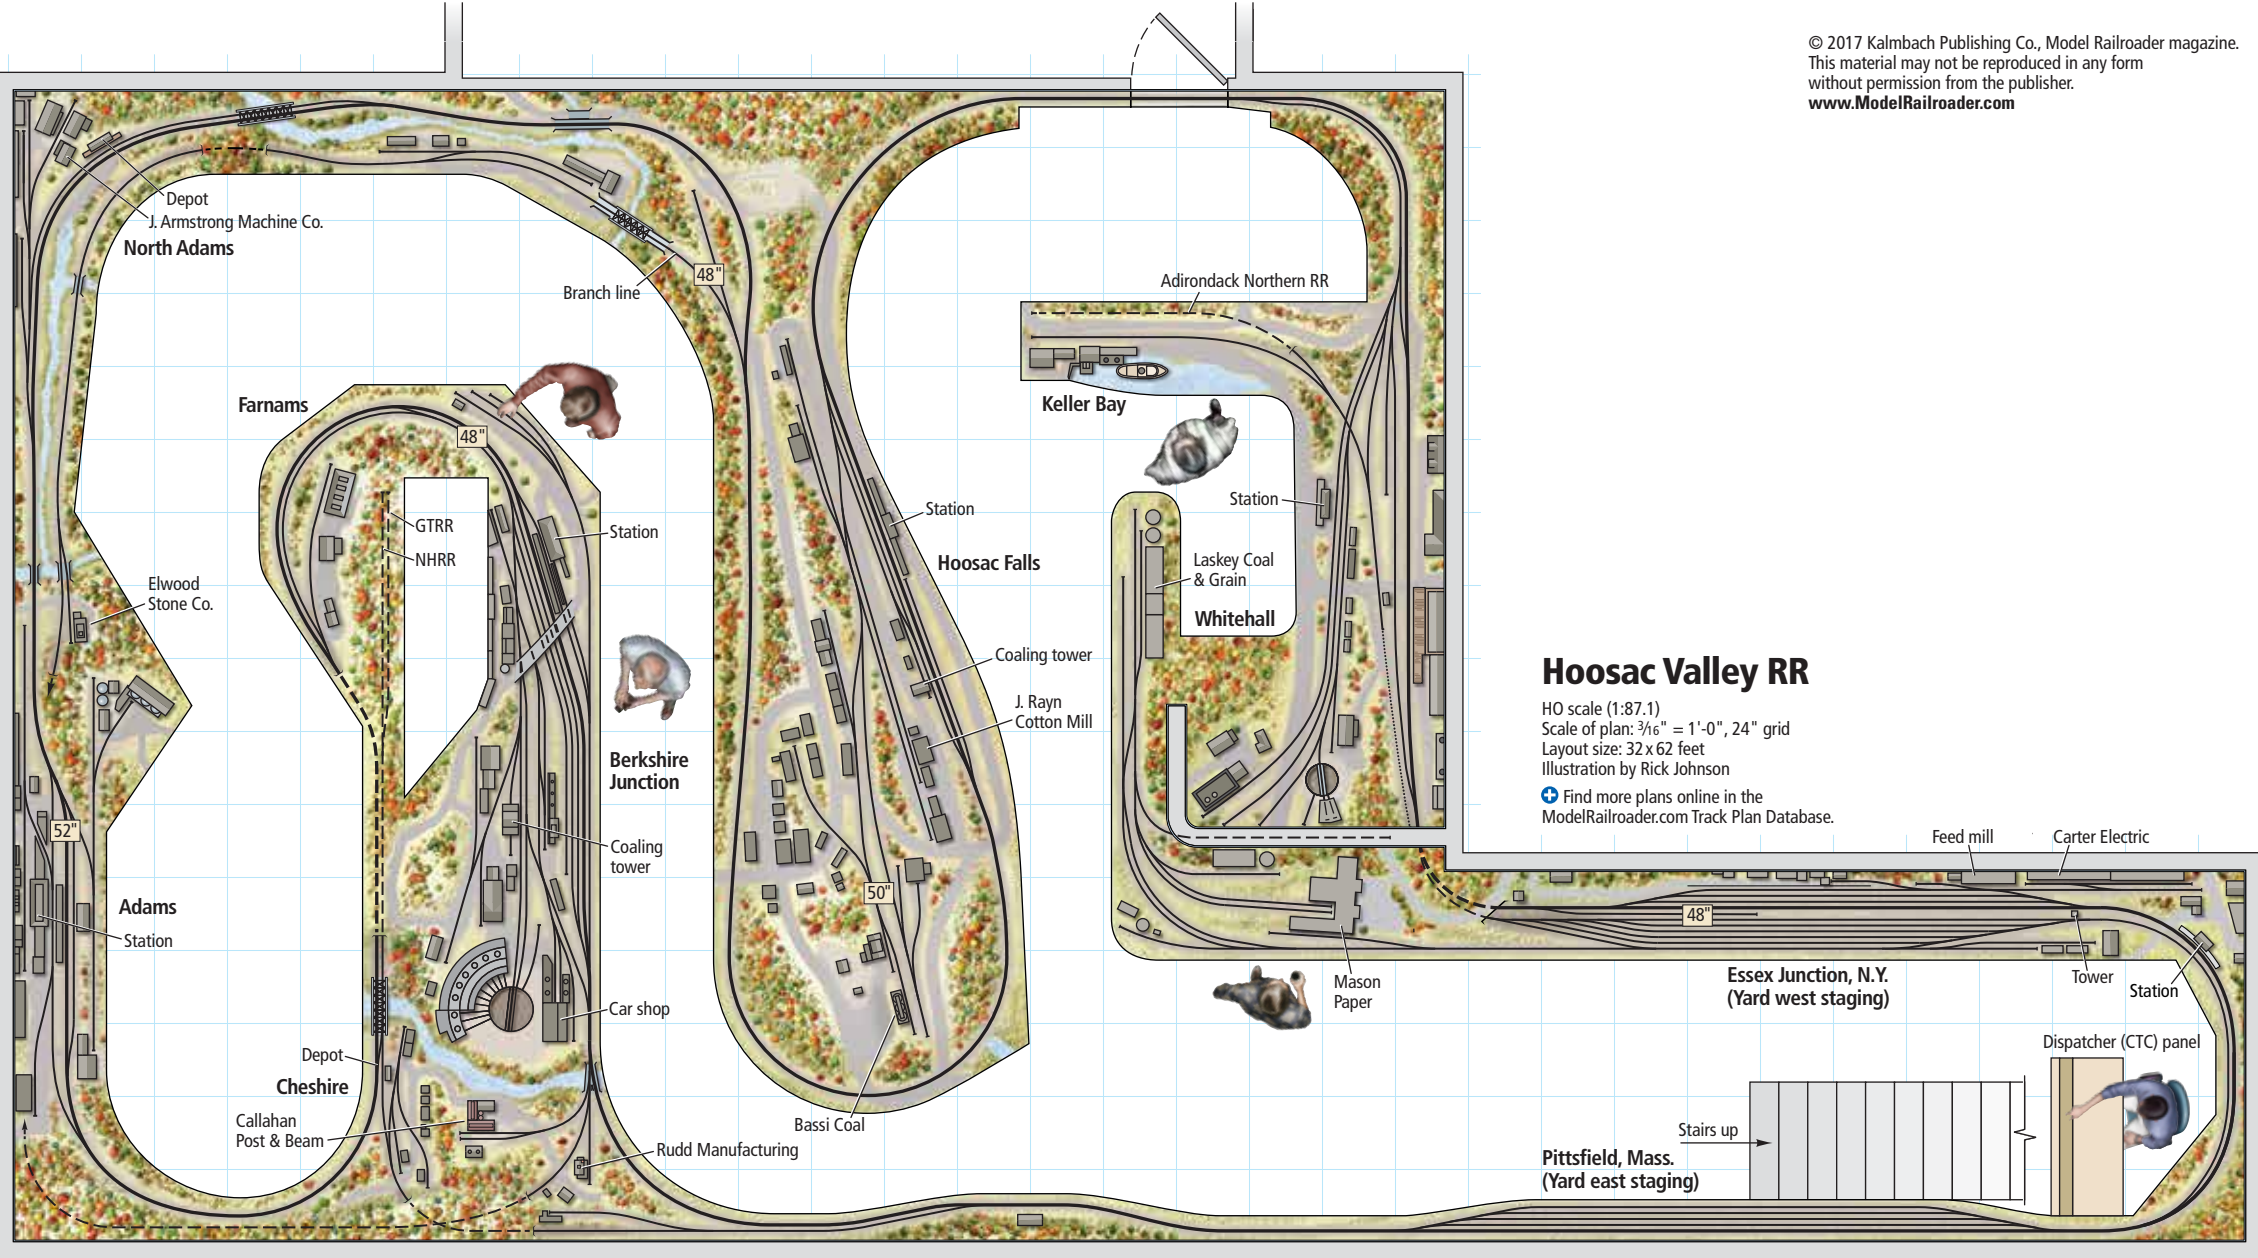 © 2017 Kalmbach Publishing Co., Model Railroader magazine.
This material may not be reproduced in any form
without permission from the publisher.
www.ModelRailroader.com
Depot
J. Armstrong Machine Co.
North Adams
Branch line
48"
Adirondack Northern RR
Keller Bay
Farnams
48"
GTRR
NHRR
Station
Station
Hoosac Falls
Station
Laskey Coal
& Grain
Whitehall
Elwood
Stone Co.
Coaling tower
J. Rayn
Cotton Mill
Berkshire
Junction
Hoosac Valley RR
HO scale (1:87.1)
Scale of plan: 3/16" = 1'-0", 24" grid
Layout size: 32 x 62 feet
Illustration by Rick Johnson
Find more plans online in the
ModelRailroader.com Track Plan Database.
52"
Coaling
tower
Feed mill
Carter Electric
50"
48"
Adams
Station
Mason
Paper
Essex Junction, N.Y.
(Yard west staging)
Tower
Station
Car shop
Dispatcher (CTC) panel
Depot
Cheshire
Callahan
Post & Beam
Bassi Coal
Rudd Manufacturing
Stairs up
Pittsfield, Mass.
(Yard east staging)